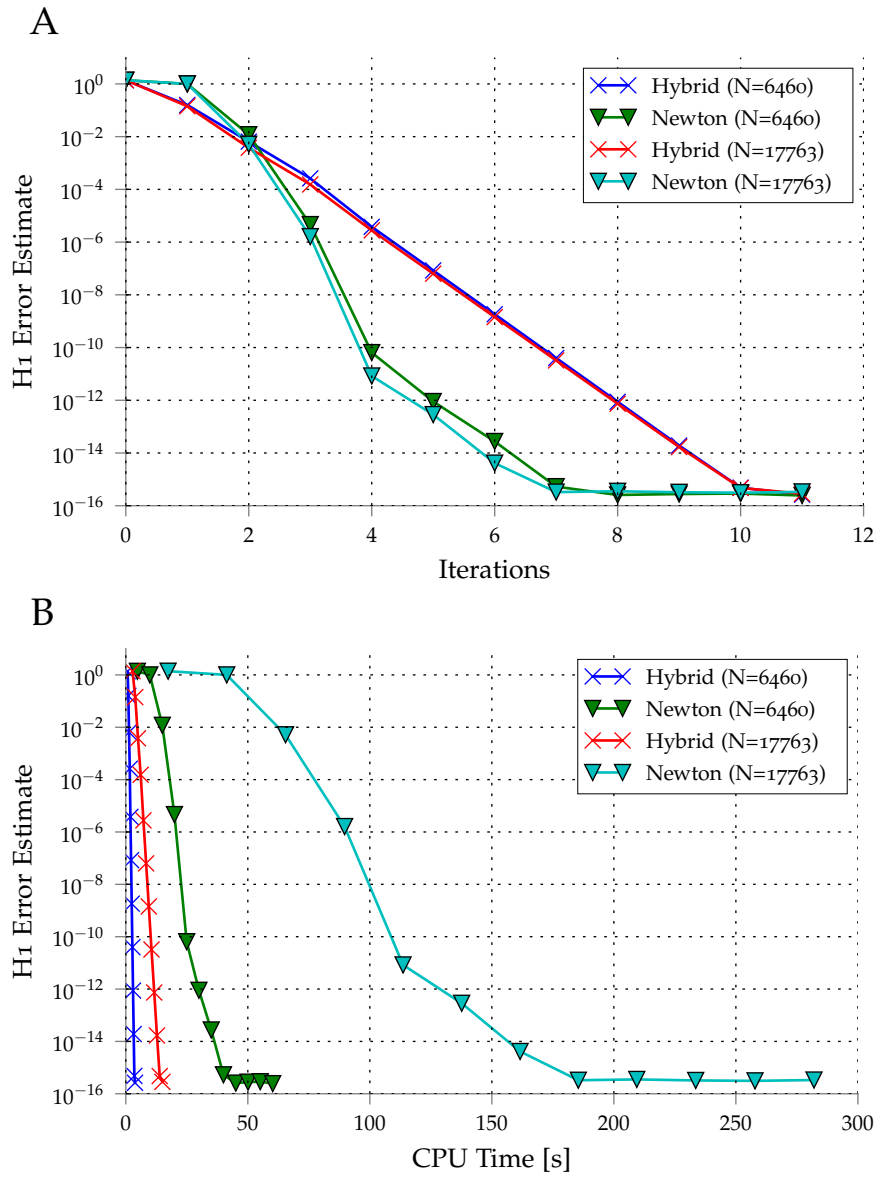 A
10^0
10^-2
10^-4
10^-6
10^-8
10^-10
10^-12
10^-14
10^-16
H1 Error Estimate
Hybrid (N=6460)
Newton (N=6460)
Hybrid (N=17763)
Newton (N=17763)
0 2 4 6 8 10 12
Iterations
B
10^0
10^-2
10^-4
10^-6
10^-8
10^-10
10^-12
10^-14
10^-16
H1 Error Estimate
Hybrid (N=6460)
Newton (N=6460)
Hybrid (N=17763)
Newton (N=17763)
0 50 100 150 200 250 300
CPU Time [s]